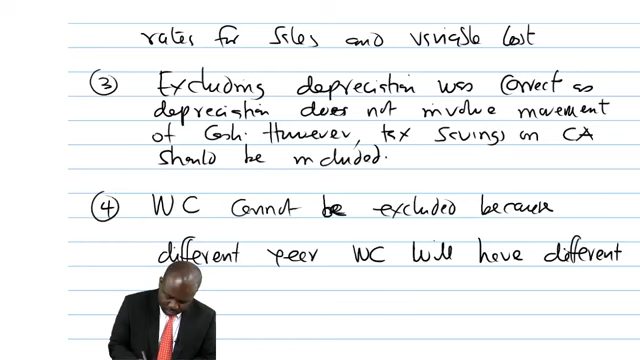 rates for sales and variable cost
③ Excluding depreciation was correct as
depreciation does not involve movement
of cash. However, tax savings on CA
should be included.
④ WC cannot be excluded because
different year WC will have different